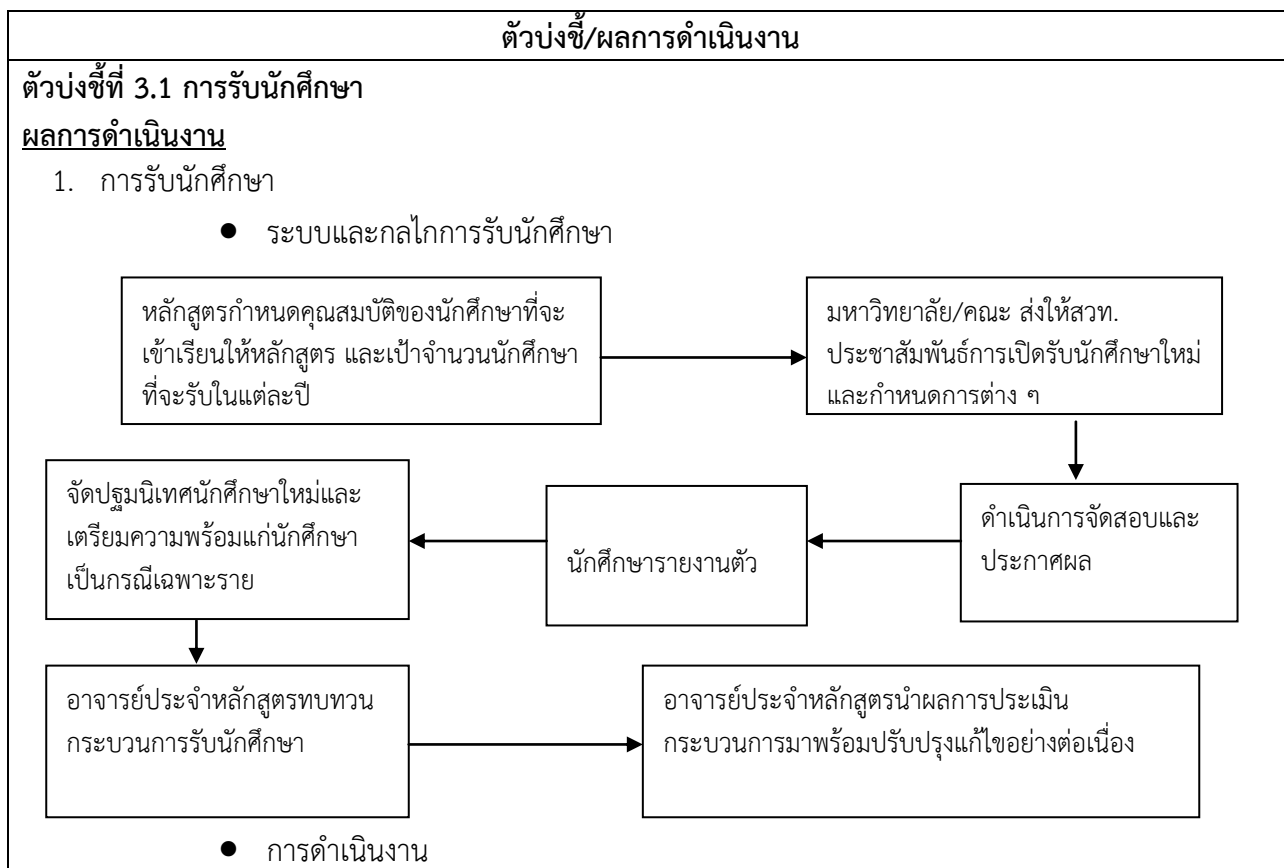 ตัวบ่งชี้/ผลการดำเนินงาน
ตัวบ่งชี้ที่ 3.1 การรับนักศึกษา
ผลการดำเนินงาน
1. การรับนักศึกษา
● ระบบและกลไกการรับนักศึกษา
หลักสูตรกำหนดคุณสมบัติของนักศึกษาที่จะ
เข้าเรียนให้หลักสูตร และเป้าจำนวนนักศึกษา
ที่จะรับในแต่ละปี
มหาวิทยาลัย/คณะ ส่งให้สวท.
ประชาสัมพันธ์การเปิดรับนักศึกษาใหม่
และกำหนดการต่าง ๆ
ดำเนินการจัดสอบและ
ประกาศผล
นักศึกษารายงานตัว
จัดปฐมนิเทศนักศึกษาใหม่และ
เตรียมความพร้อมแก่นักศึกษา
เป็นกรณีเฉพาะราย
อาจารย์ประจำหลักสูตรทบทวน
กระบวนการรับนักศึกษา
อาจารย์ประจำหลักสูตรนำผลการประเมิน
กระบวนการมาพร้อมปรับปรุงแก้ไขอย่างต่อเนื่อง
● การดำเนินงาน